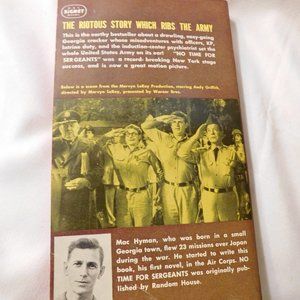 SIGNET
THE RIOTOUS STORY WHICH RIBS THE ARMY
This is the earthy bestseller about a drawling, easy-going
Georgia cracker whose misadventures with officers, KP,
latrine duty, and the induction-center psychiatrist set the
whole United States Army on its ear! "NO TIME FOR
SERGEANTS" was a record-breaking New York stage
success, and is now a great motion picture.
Below is a scene from the Mervyn LeRoy Production, starring Andy Griffith,
directed by Mervyn LeRoy, presented by Warner Bros.
Mac Hyman, who was born in a small
Georgia town, flew 23 missions over Japan
during the war. He started to write this
book, his first novel, in the Air Corps. NO
TIME FOR SERGEANTS was originally pub-
lished by Random House.